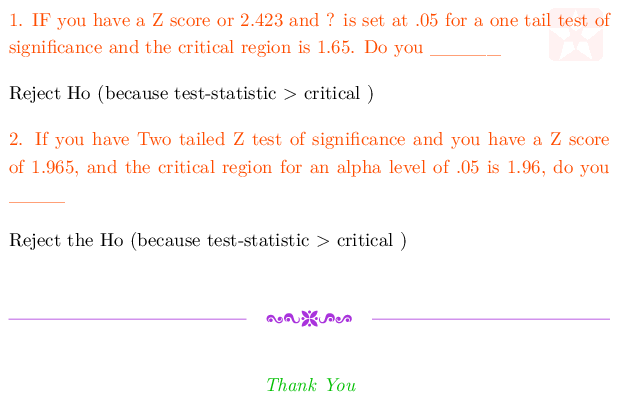 1. IF you have a Z score or 2.423 and ? is set at .05 for a one tail test of
significance and the critical region is 1.65. Do you ______
Reject Ho (because test-statistic > critical )
2. If you have Two tailed Z test of significance and you have a Z score
of 1.965, and the critical region for an alpha level of .05 is 1.96, do you
_____
Reject the Ho (because test-statistic > critical )
Thank You